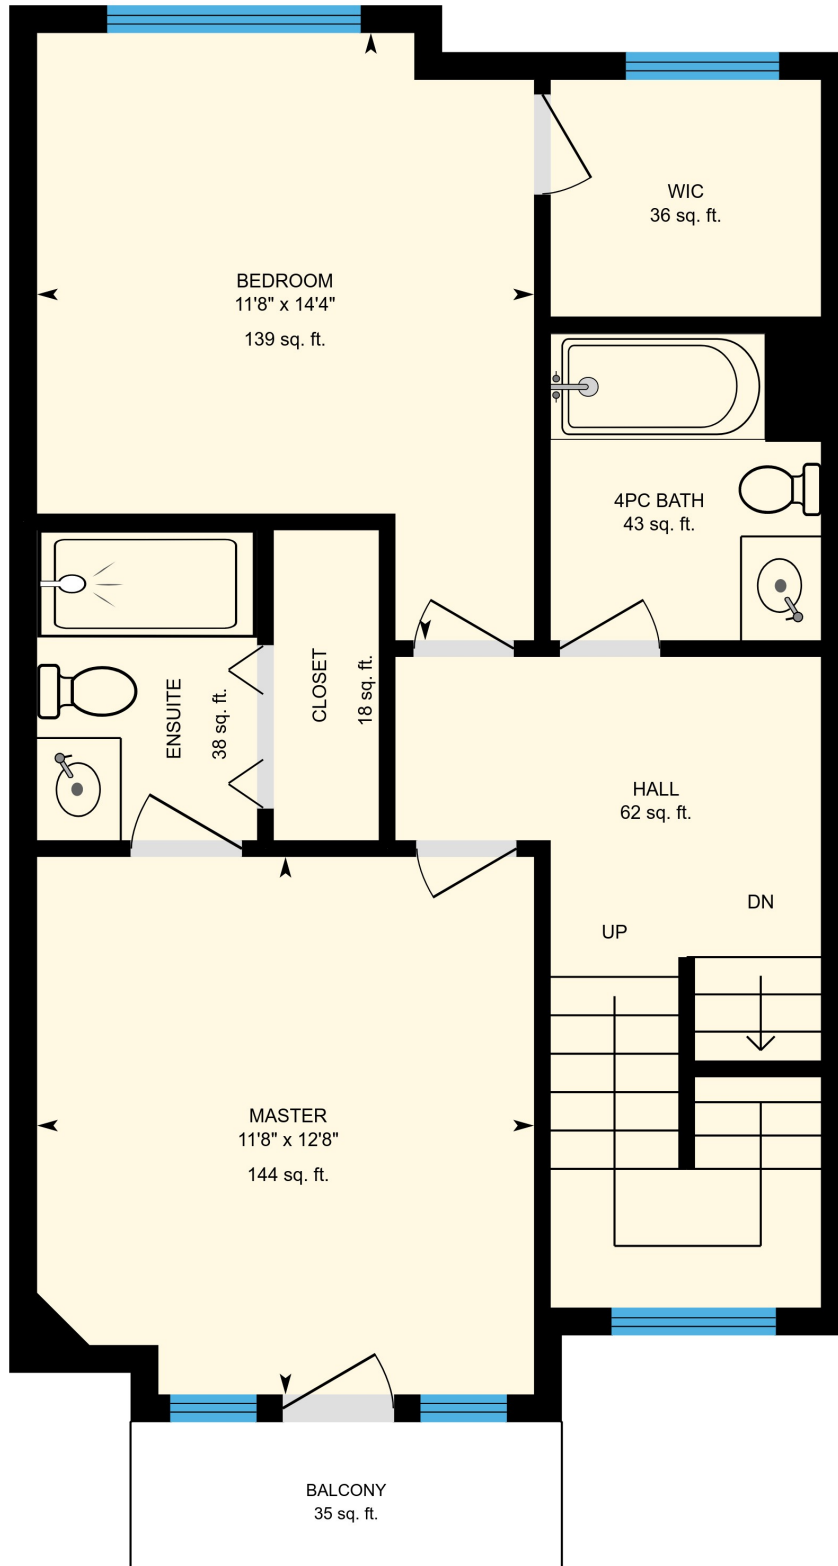 BEDROOM
11'8" x 14'4"
139 sq. ft.
WIC
36 sq. ft.
4PC BATH
43 sq. ft.
ENSUITE
38 sq. ft.
CLOSET
18 sq. ft.
HALL
62 sq. ft.
UP
DN
MASTER
11'8" x 12'8"
144 sq. ft.
BALCONY
35 sq. ft.